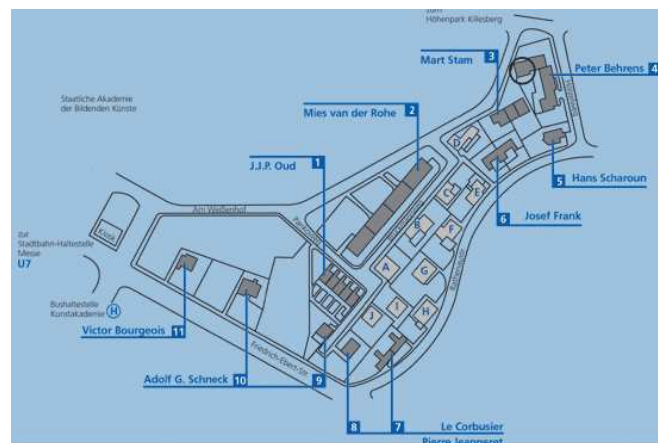 zum
Höhenpark Killesberg
3
Mart Stam
Peter Behrens 4
Staatliche Akademie
der Bildenden Künste
Mies van der Rohe 2
D
1
J.J.P. Oud
5 Hans Scharoun
C
E
6 Josef Frank
Am Weißenhof
B
F
Kiosk
zur
Stadtbahn-Haltestelle
Messe
U7
A
G
Bushaltestelle
Kunstakademie H
J
I
H
Victor Bourgeois 11
Friedrich-Ebert-Str
Adolf G. Schneck 10
9
8
7
Le Corbusier
Pierre Jeanneret